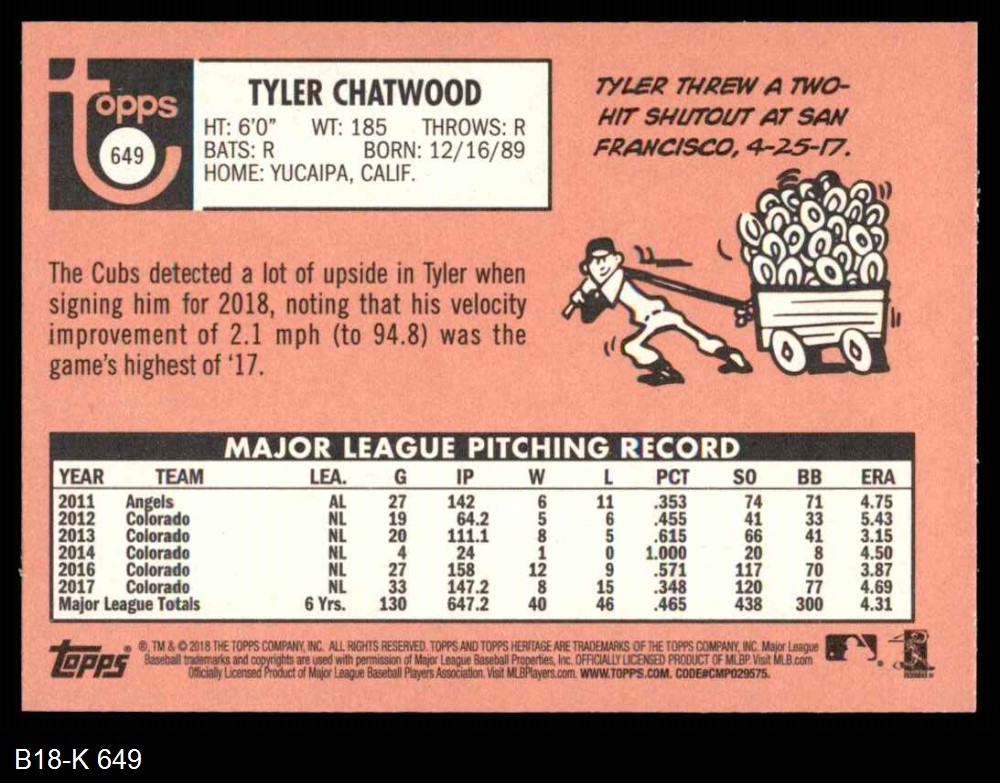 topps
649
TYLER CHATWOOD
HT: 6'0" WT: 185 THROWS: R
BATS: R BORN: 12/16/89
HOME: YUCAIPA, CALIF.
TYLER THREW A TWO-
HIT SHUTOUT AT SAN
FRANCISCO, 4-25-17.
The Cubs detected a lot of upside in Tyler when
signing him for 2018, noting that his velocity
improvement of 2.1 mph (to 94.8) was the
game's highest of '17.
MAJOR LEAGUE PITCHING RECORD
YEAR TEAM LEA. G IP W L PCT SO BB ERA
2011 Angels AL 27 142 6 11 .353 74 71 4.75
2012 Colorado NL 19 64.2 5 6 .455 41 33 5.43
2013 Colorado NL 20 111.1 8 5 .615 66 41 3.15
2014 Colorado NL 4 24 1 0 1.000 20 8 4.50
2016 Colorado NL 27 158 12 9 .571 117 70 3.87
2017 Colorado NL 33 147.2 8 15 .348 120 77 4.69
Major League Totals 6 Yrs. 130 647.2 40 46 .465 438 300 4.31
topps
®, TM & © 2018 THE TOPPS COMPANY, INC. ALL RIGHTS RESERVED. TOPPS AND TOPPS HERITAGE ARE TRADEMARKS OF THE TOPPS COMPANY, INC. Major League
Baseball trademarks and copyrights are used with permission of Major League Baseball Properties, Inc. OFFICIALLY LICENSED PRODUCT OF MLBP. Visit MLB.com
Officially Licensed Product of Major League Baseball Players Association. Visit MLBPlayers.com. WWW.TOPPS.COM. CODE#CMP029575.
B18-K 649